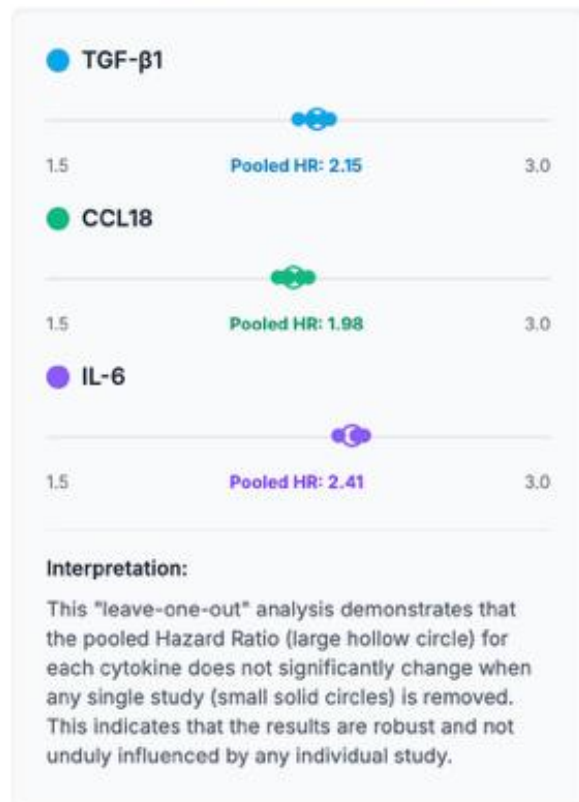 TGF-β1
1.5 Pooled HR: 2.15 3.0
CCL18
1.5 Pooled HR: 1.98 3.0
IL-6
1.5 Pooled HR: 2.41 3.0
Interpretation:
This "leave-one-out" analysis demonstrates that
the pooled Hazard Ratio (large hollow circle) for
each cytokine does not significantly change when
any single study (small solid circles) is removed.
This indicates that the results are robust and not
unduly influenced by any individual study.